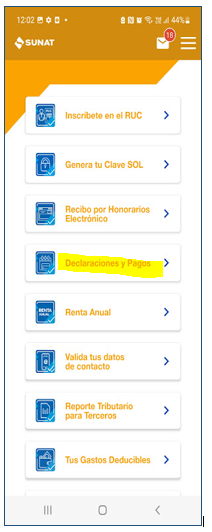 12:02
44%
SUNAT
18
Inscríbete en el RUC
Genera tu Clave SOL
Recibo por Honorarios
Electrónico
Declaraciones y Pagos
RENTA
ANUAL
Renta Anual
Valida tus datos
de contacto
Reporte Tributario
para Terceros
Tus Gastos Deducibles